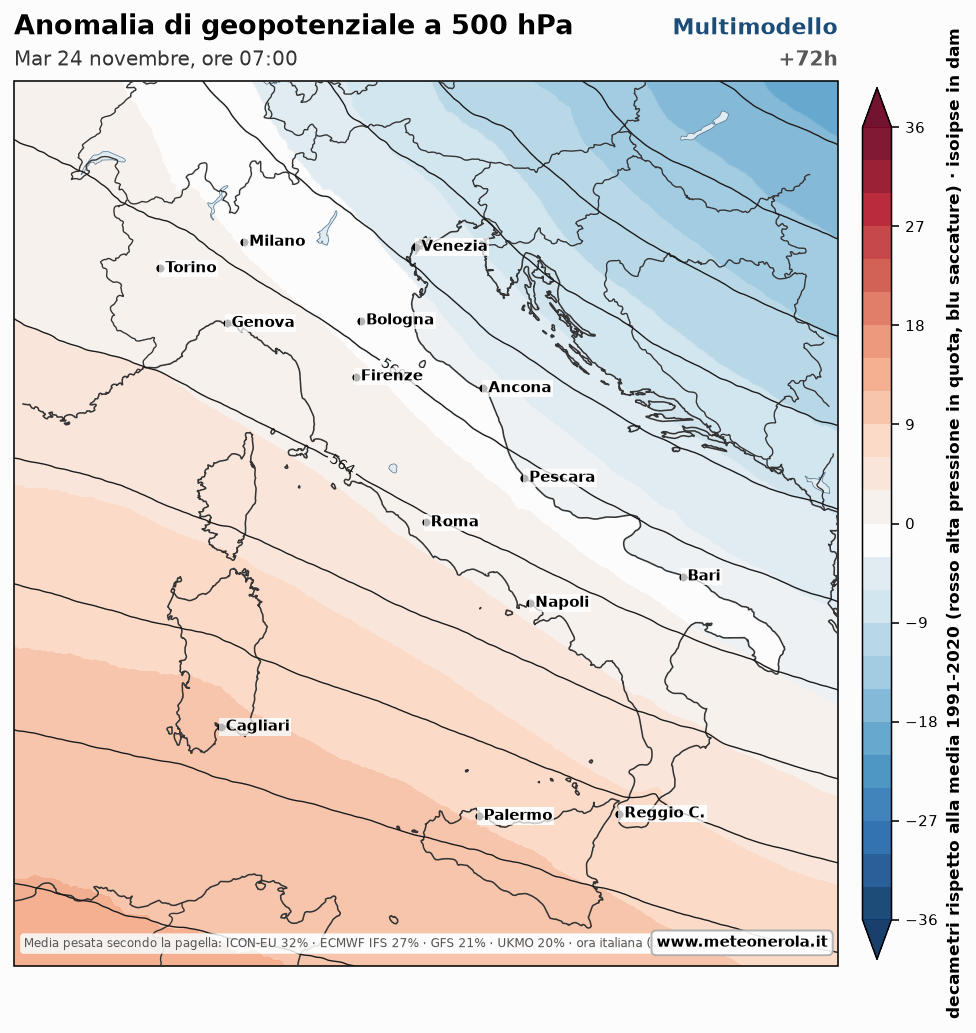 Anomalia di geopotenziale a 500 hPa
Multimodello
Mar 24 novembre, ore 07:00
+72h
Milano
Venezia
Torino
Genova
Bologna
Firenze
Ancona
564
Pescara
Roma
Bari
Napoli
Cagliari
Palermo
Reggio C.
36
27
18
9
0
−9
−18
−27
−36
decametri rispetto alla media 1991-2020 (rosso alta pressione in quota, blu saccature) · isoipse in dam
Media pesata secondo la pagella: ICON-EU 32% · ECMWF IFS 27% · GFS 21% · UKMO 20% · ora italiana (
www.meteonerola.it